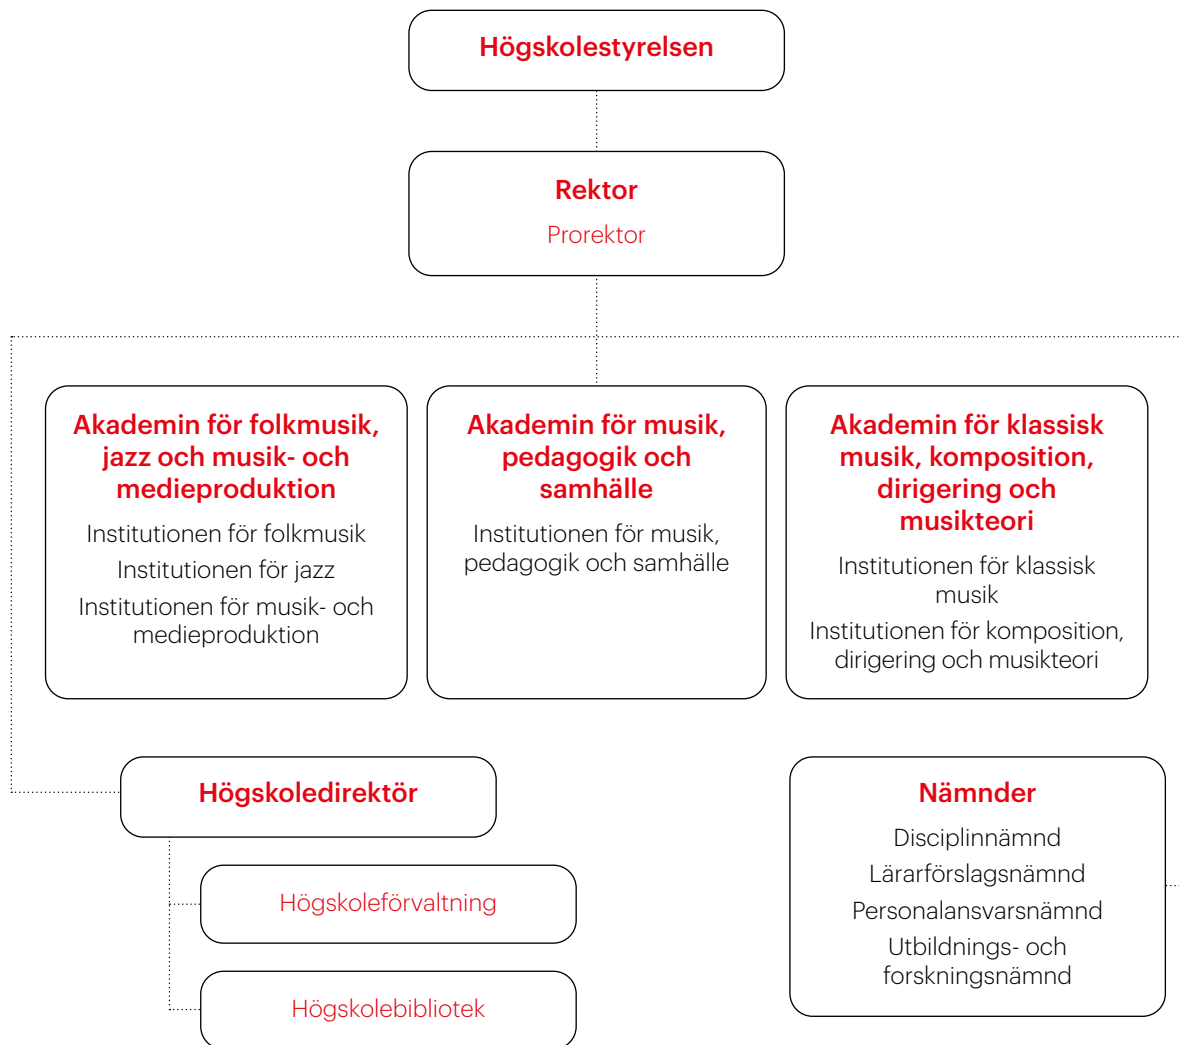 Högskolestyrelsen
Rektor
Prorektor
Akademin för folkmusik,
jazz och musik- och
medieproduktion
Institutionen för folkmusik
Institutionen för jazz
Institutionen för musik- och
medieproduktion
Akademin för musik,
pedagogik och
samhälle
Institutionen för musik,
pedagogik och samhälle
Akademin för klassisk
musik, komposition,
dirigering och
musikteori
Institutionen för klassisk
musik
Institutionen för komposition,
dirigering och musikteori
Högskoledirektör
Högskoleförvaltning
Högskolebibliotek
Nämnder
Disciplinnämnd
Lärarförslagsnämnd
Personalansvarsnämnd
Utbildnings- och
forskningsnämnd